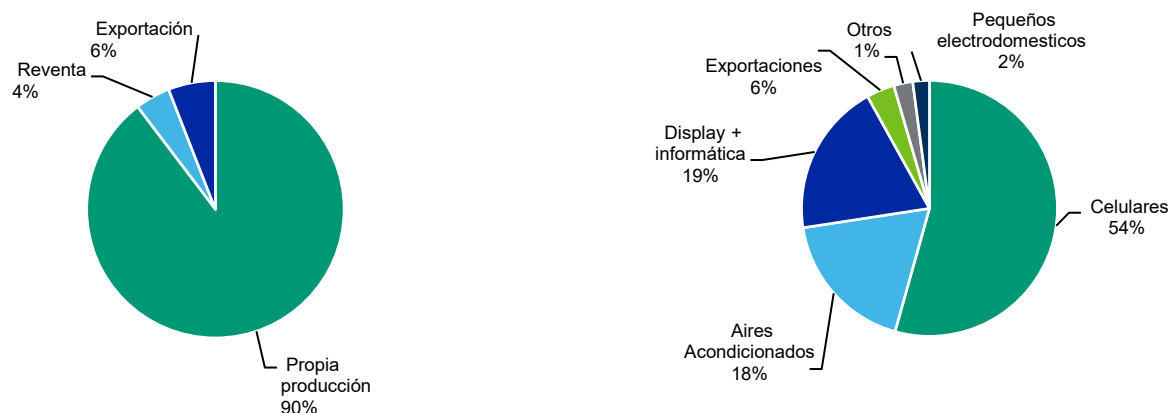 Exportación
6%
Reventa
4%
Propia
producción
90%
Pequeños
electrodomesticos
2%
Otros
1%
Exportaciones
6%
Display +
informática
19%
Celulares
54%
Aires
Acondicionados
18%